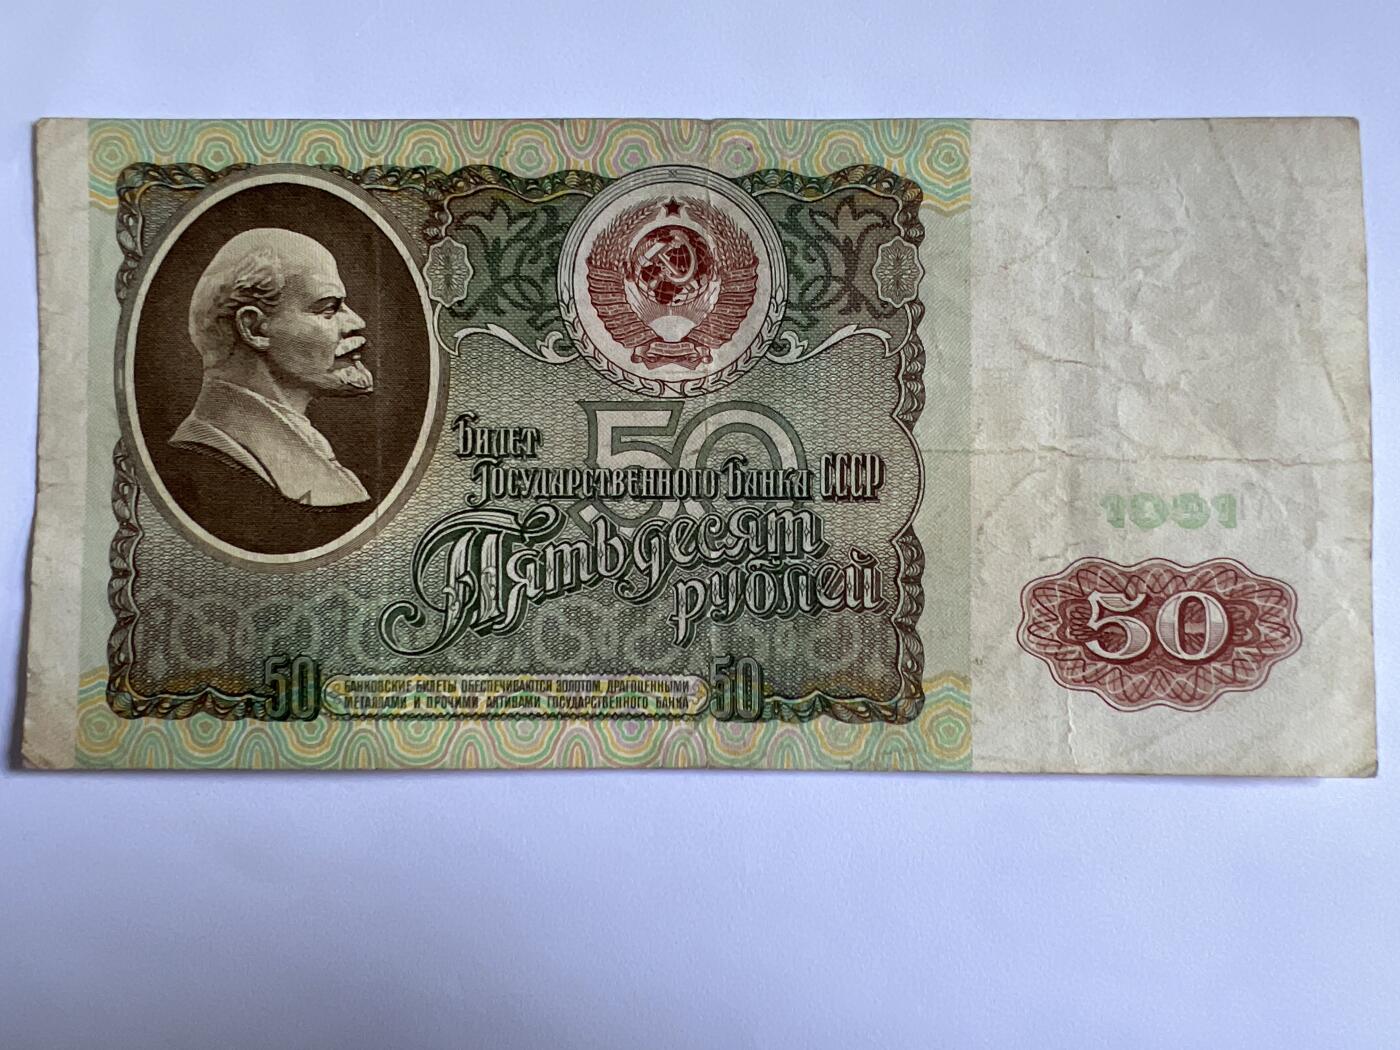 50
Билет
Государственного Банка СССР
Пятьдесят
рублей
1991
50
50
БАНКОВСКИЕ БИЛЕТЫ ОБЕСПЕЧИВАЮТСЯ ЗОЛОТОМ, ДРАГОЦЕННЫМИ
МЕТАЛЛАМИ И ПРОЧИМИ АКТИВАМИ ГОСУДАРСТВЕННОГО БАНКА
50